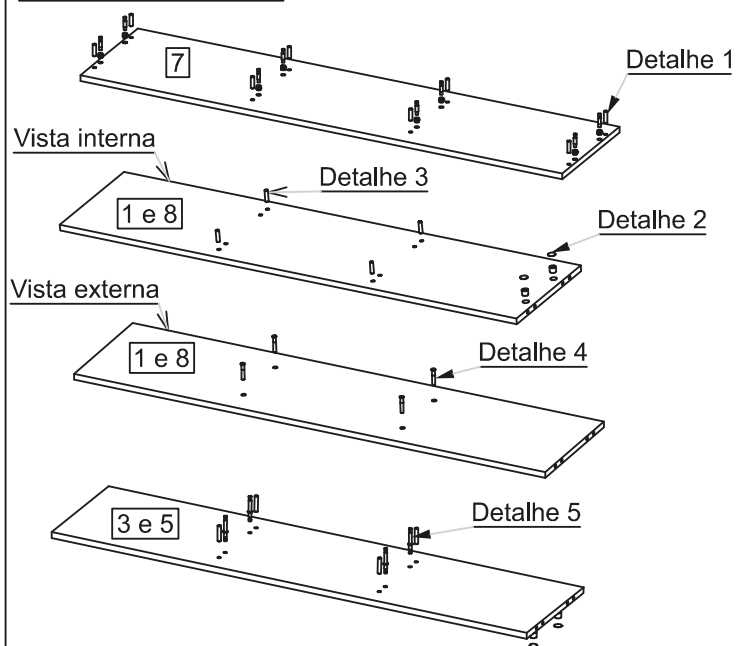 7
Detalhe 1
Vista interna
Detalhe 3
1 e 8
Detalhe 2
Vista externa
1 e 8
Detalhe 4
3 e 5
Detalhe 5